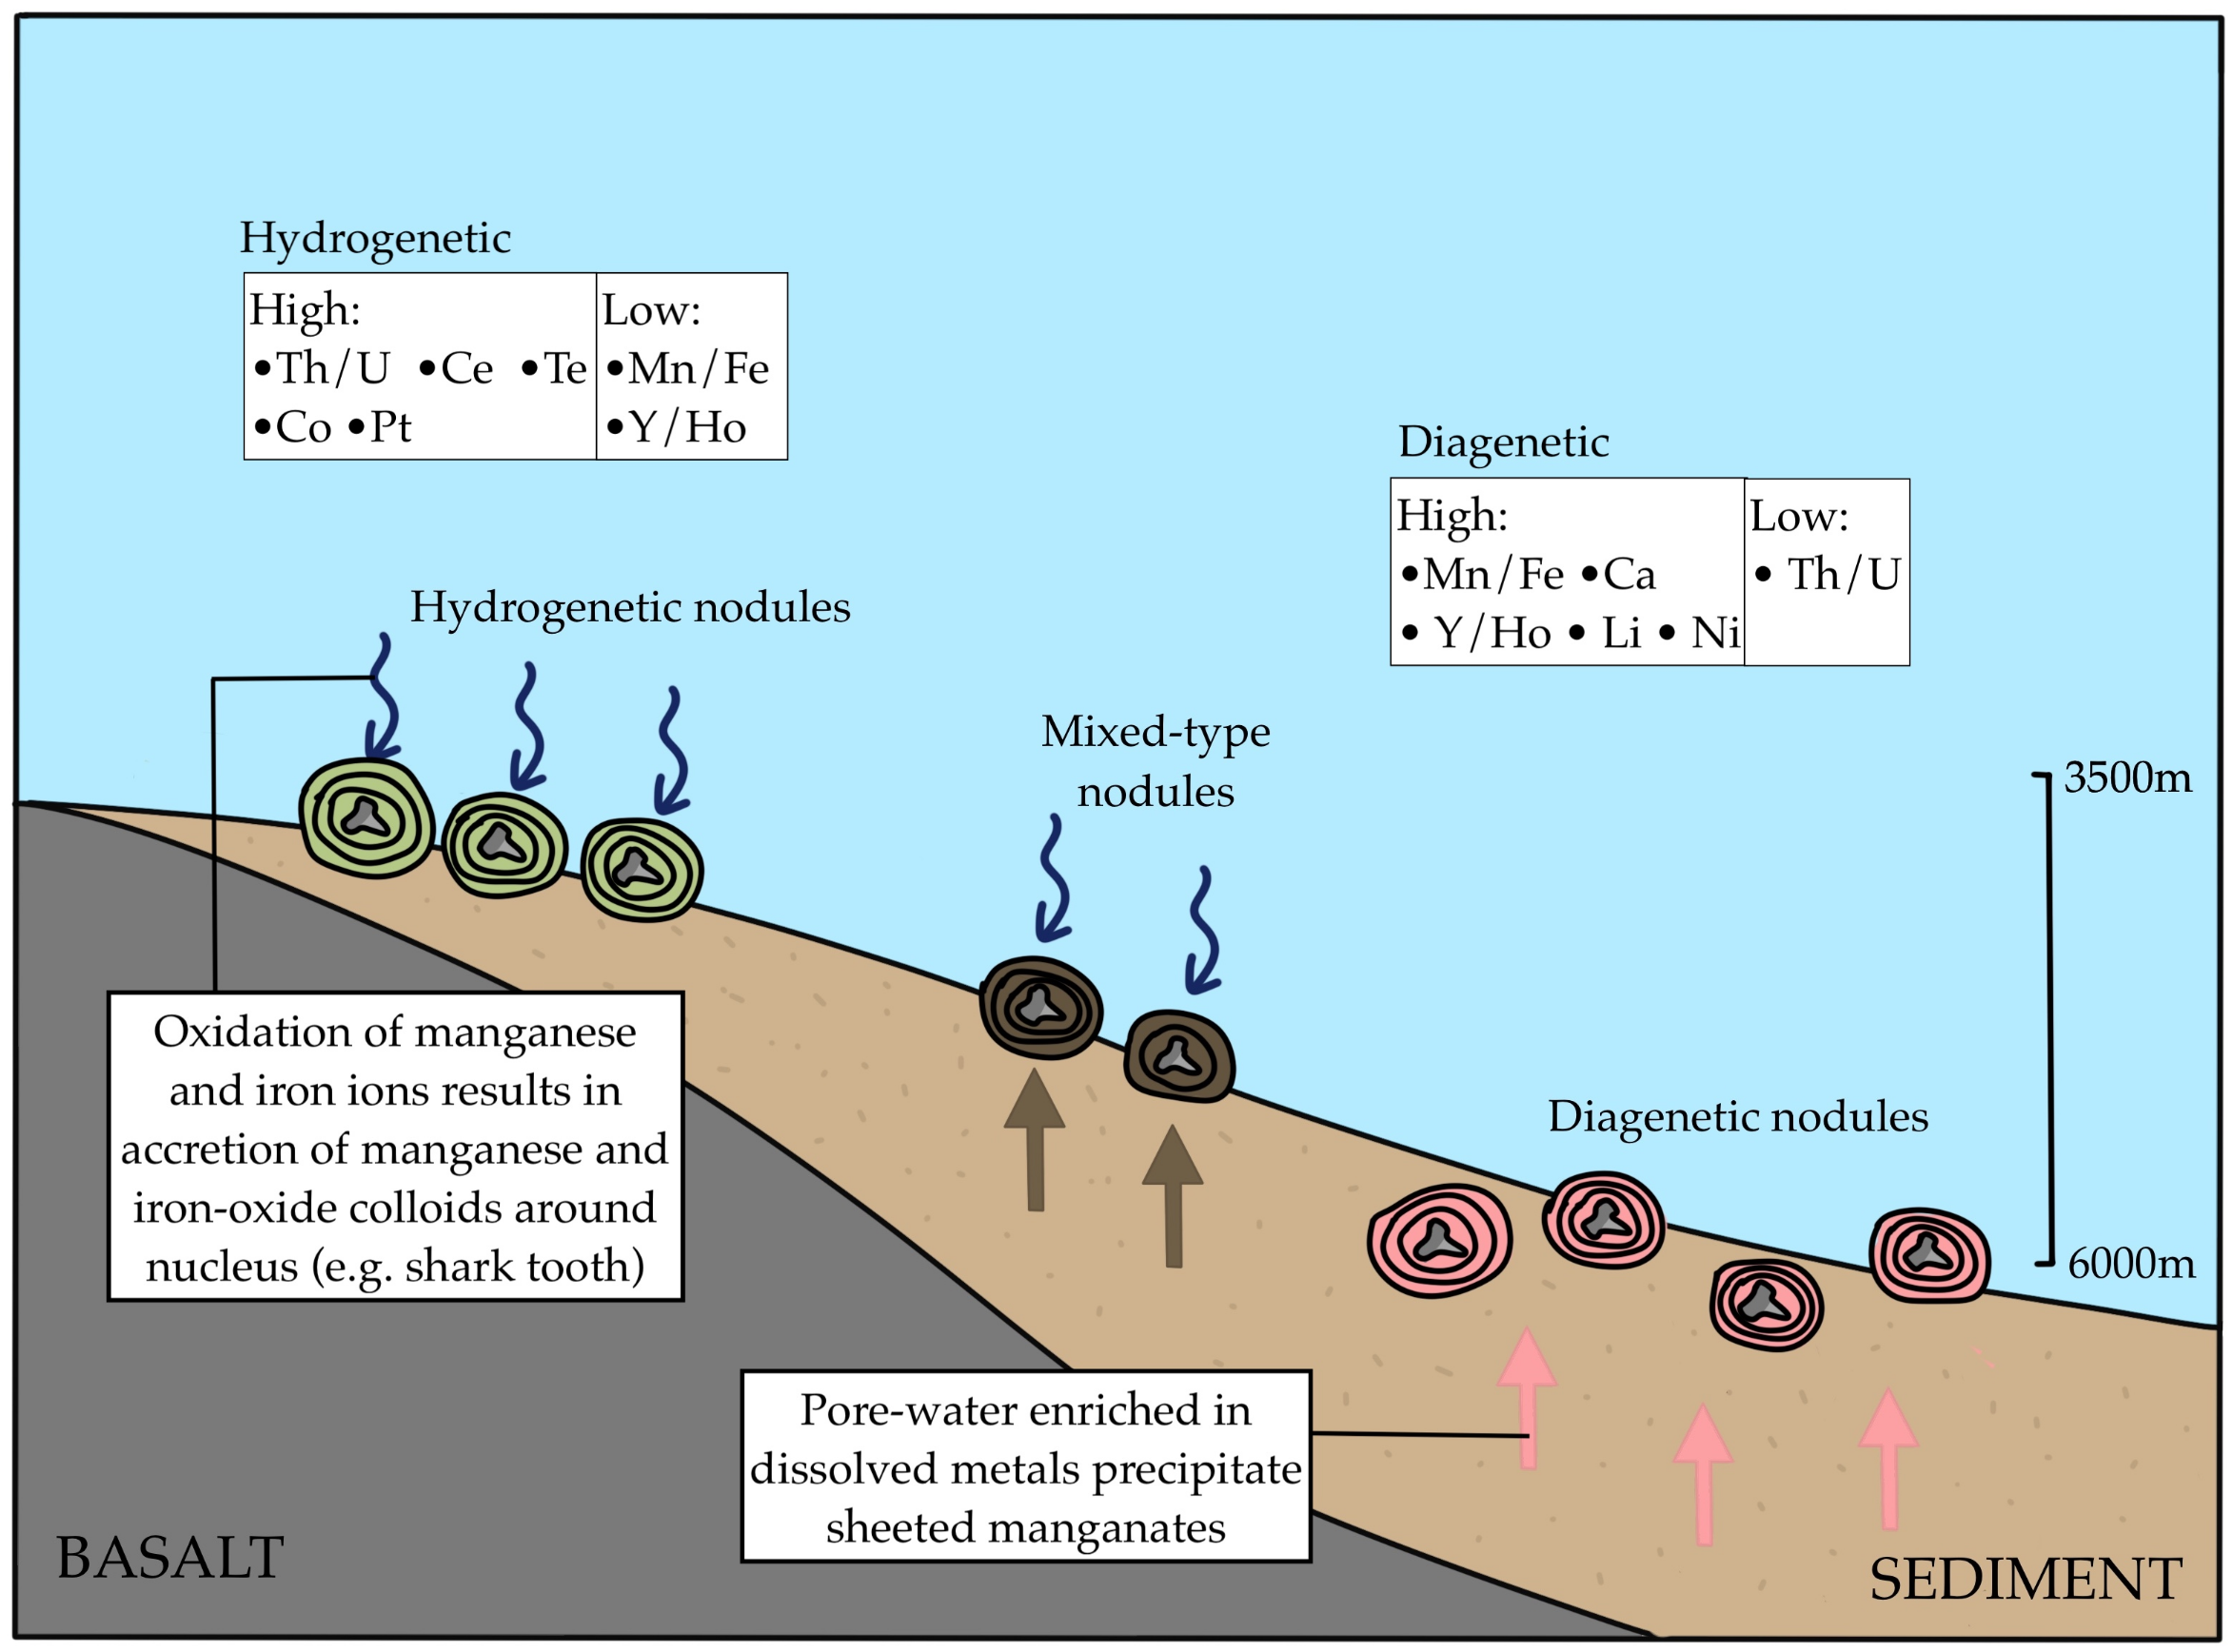 Hydrogenetic
High:
•Th/U •Ce •Te
•Co •Pt
Low:
•Mn/Fe
•Y/Ho
Diagenetic
High:
•Mn/Fe •Ca
• Y/Ho • Li • Ni
Low:
• Th/U
Hydrogenetic nodules
Mixed-type
nodules
3500m
Diagenetic nodules
6000m
Oxidation of manganese
and iron ions results in
accretion of manganese and
iron-oxide colloids around
nucleus (e.g. shark tooth)
Pore-water enriched in
dissolved metals precipitate
sheeted manganates
BASALT
SEDIMENT